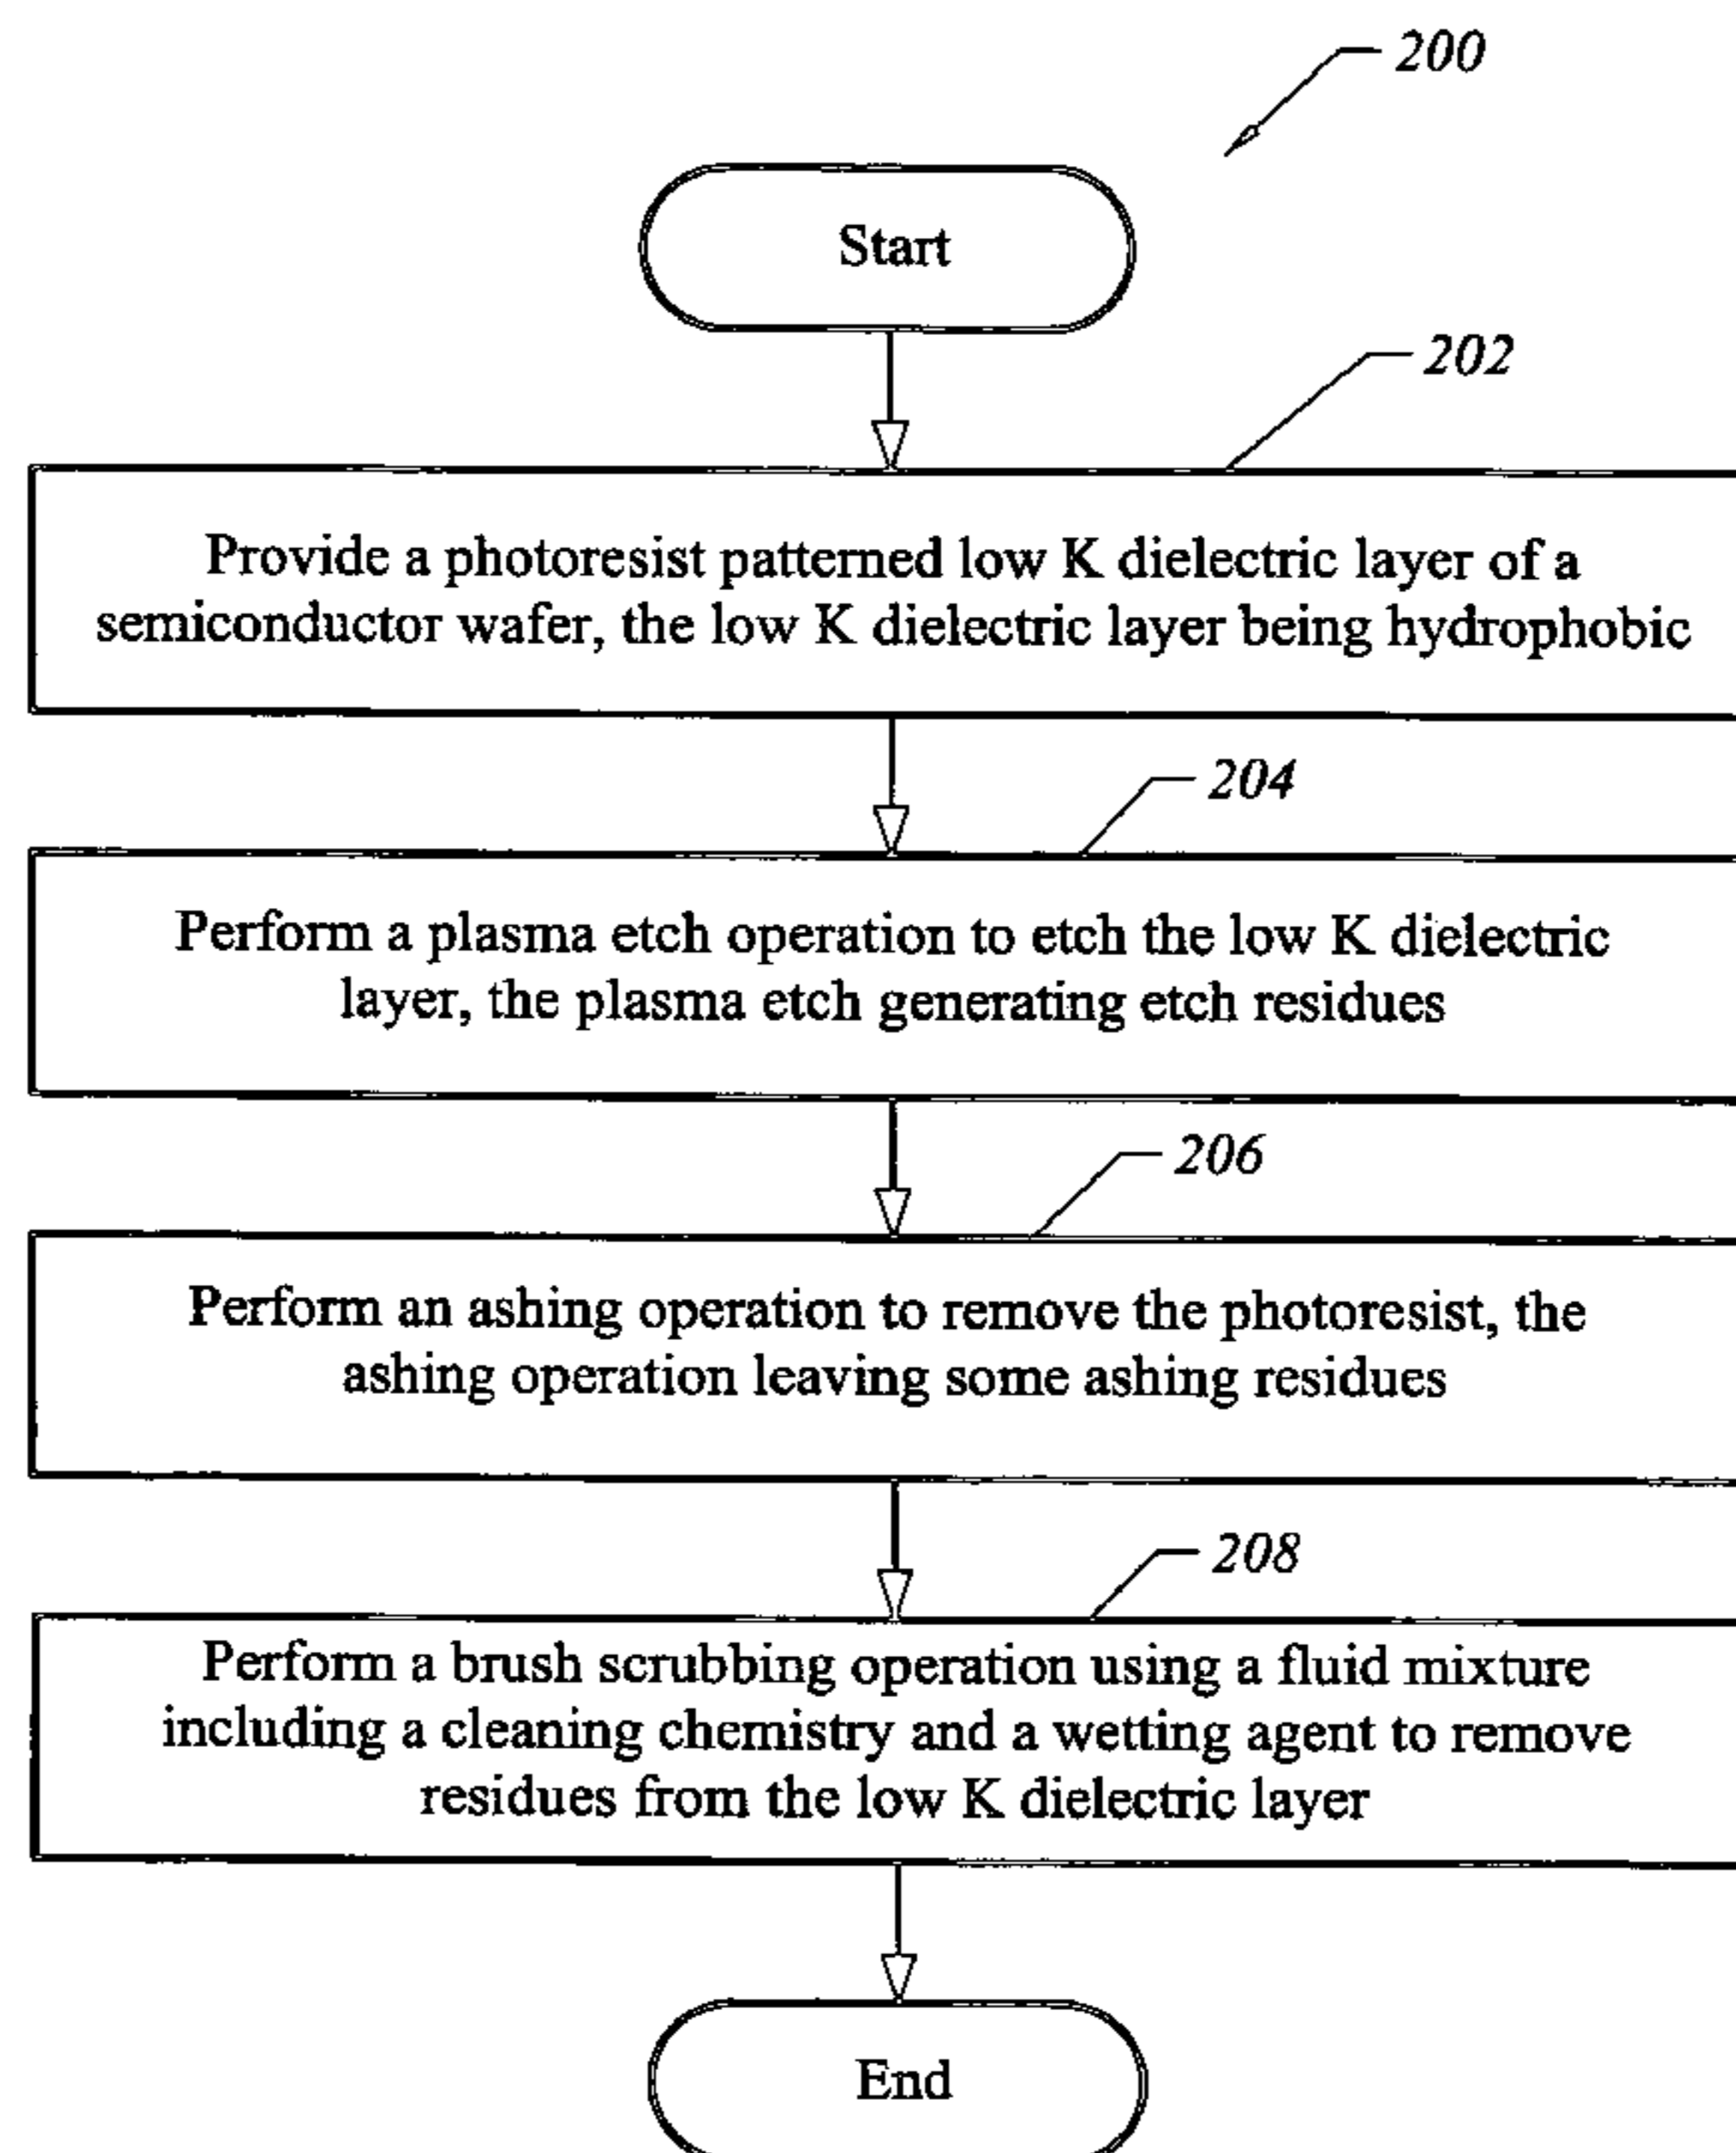 200
Start
202
Provide a photoresist patterned low K dielectric layer of a
semiconductor wafer, the low K dielectric layer being hydrophobic
204
Perform a plasma etch operation to etch the low K dielectric
layer, the plasma etch generating etch residues
206
Perform an ashing operation to remove the photoresist, the
ashing operation leaving some ashing residues
208
Perform a brush scrubbing operation using a fluid mixture
including a cleaning chemistry and a wetting agent to remove
residues from the low K dielectric layer
End